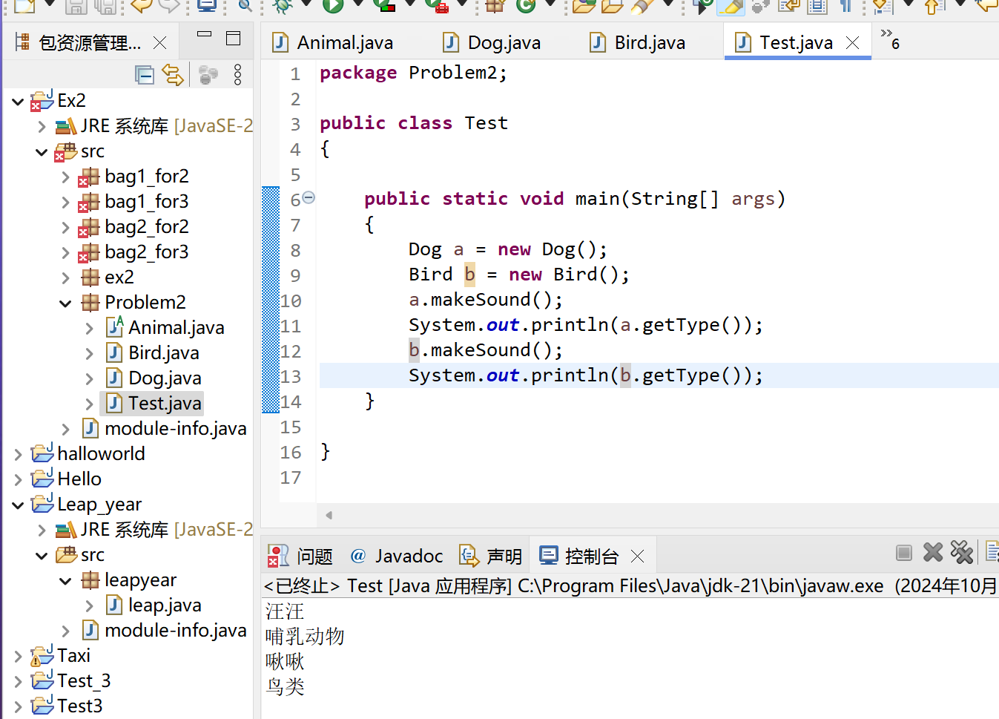 包资源管理...
Ex2
JRE 系统库 [JavaSE-2
src
bag1_for2
bag1_for3
bag2_for2
bag2_for3
ex2
Problem2
Animal.java
Bird.java
Dog.java
Test.java
module-info.java
halloworld
Hello
Leap_year
JRE 系统库 [JavaSE-2
src
leapyear
leap.java
module-info.java
Taxi
Test_3
Test3
Animal.java Dog.java Bird.java Test.java 6
1 package Problem2;
2
3 public class Test
4 {
5
6 public static void main(String[] args)
7 {
8 Dog a = new Dog();
9 Bird b = new Bird();
10 a.makeSound();
11 System.out.println(a.getType());
12 b.makeSound();
13 System.out.println(b.getType());
14 }
15
16 }
17
问题 @ Javadoc 声明 控制台
<已终止> Test [Java 应用程序] C:\Program Files\Java\jdk-21\bin\javaw.exe (2024年10月
汪汪
哺乳动物
啾啾
鸟类